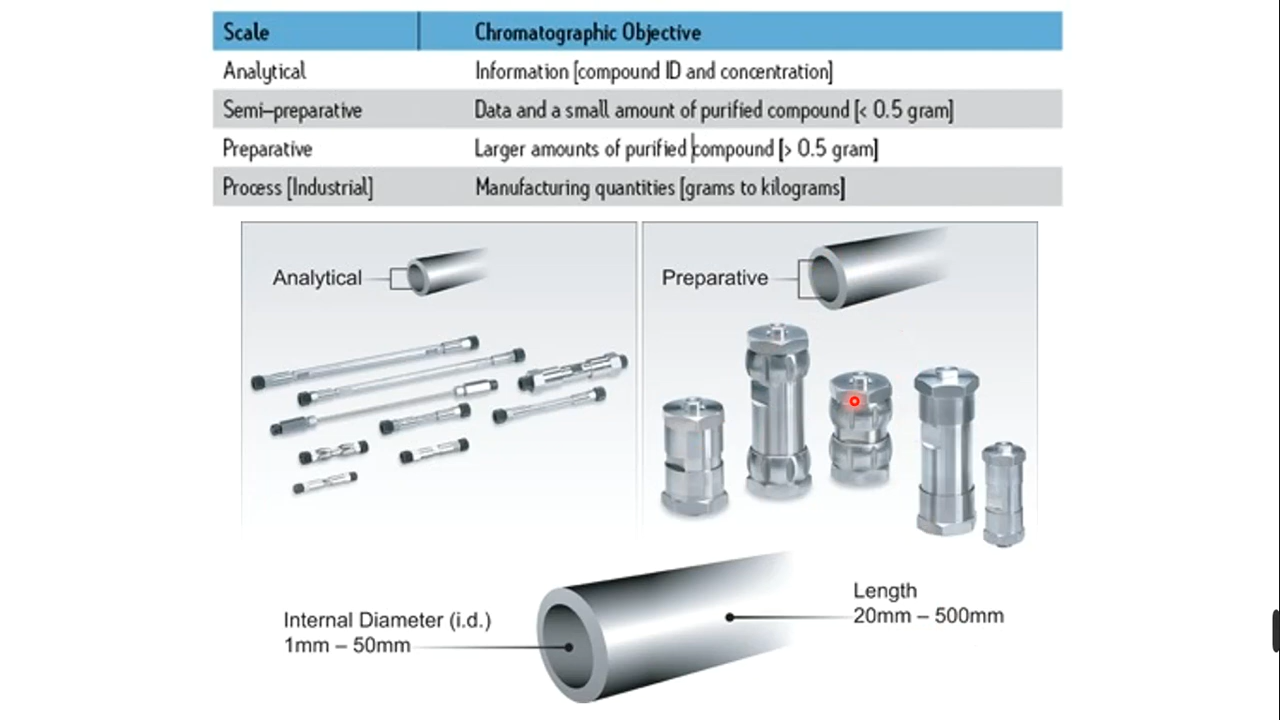 Scale Chromatographic Objective
Analytical Information [compound ID and concentration]
Semi–preparative Data and a small amount of purified compound [< 0.5 gram]
Preparative Larger amounts of purified compound [> 0.5 gram]
Process [Industrial] Manufacturing quantities [grams to kilograms]
Analytical
Preparative
Internal Diameter (i.d.)
1mm – 50mm
Length
20mm – 500mm